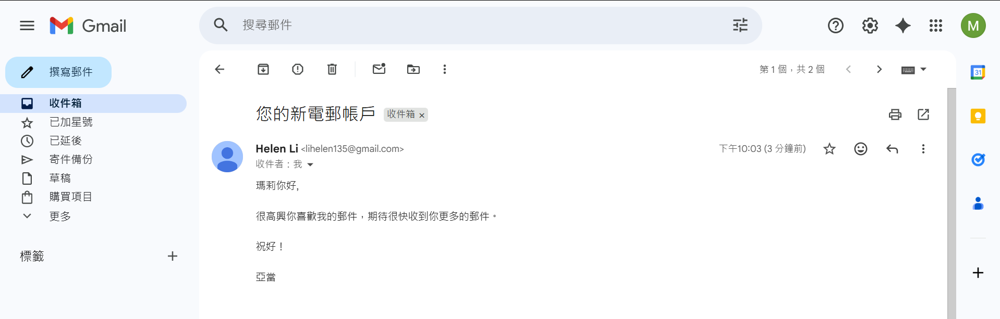 Gmail
搜尋郵件
M
撰寫郵件
收件箱
已加星號
已延後
寄件備份
草稿
購買項目
更多
標籤
第 1 個，共 2 個
您的新電郵帳戶 收件箱 ×
Helen Li <lihelen135@gmail.com>
下午10:03 (3 分鐘前)
收件者：我
瑪莉你好,
很高興你喜歡我的郵件，期待很快收到你更多的郵件。
祝好！
亞當
31